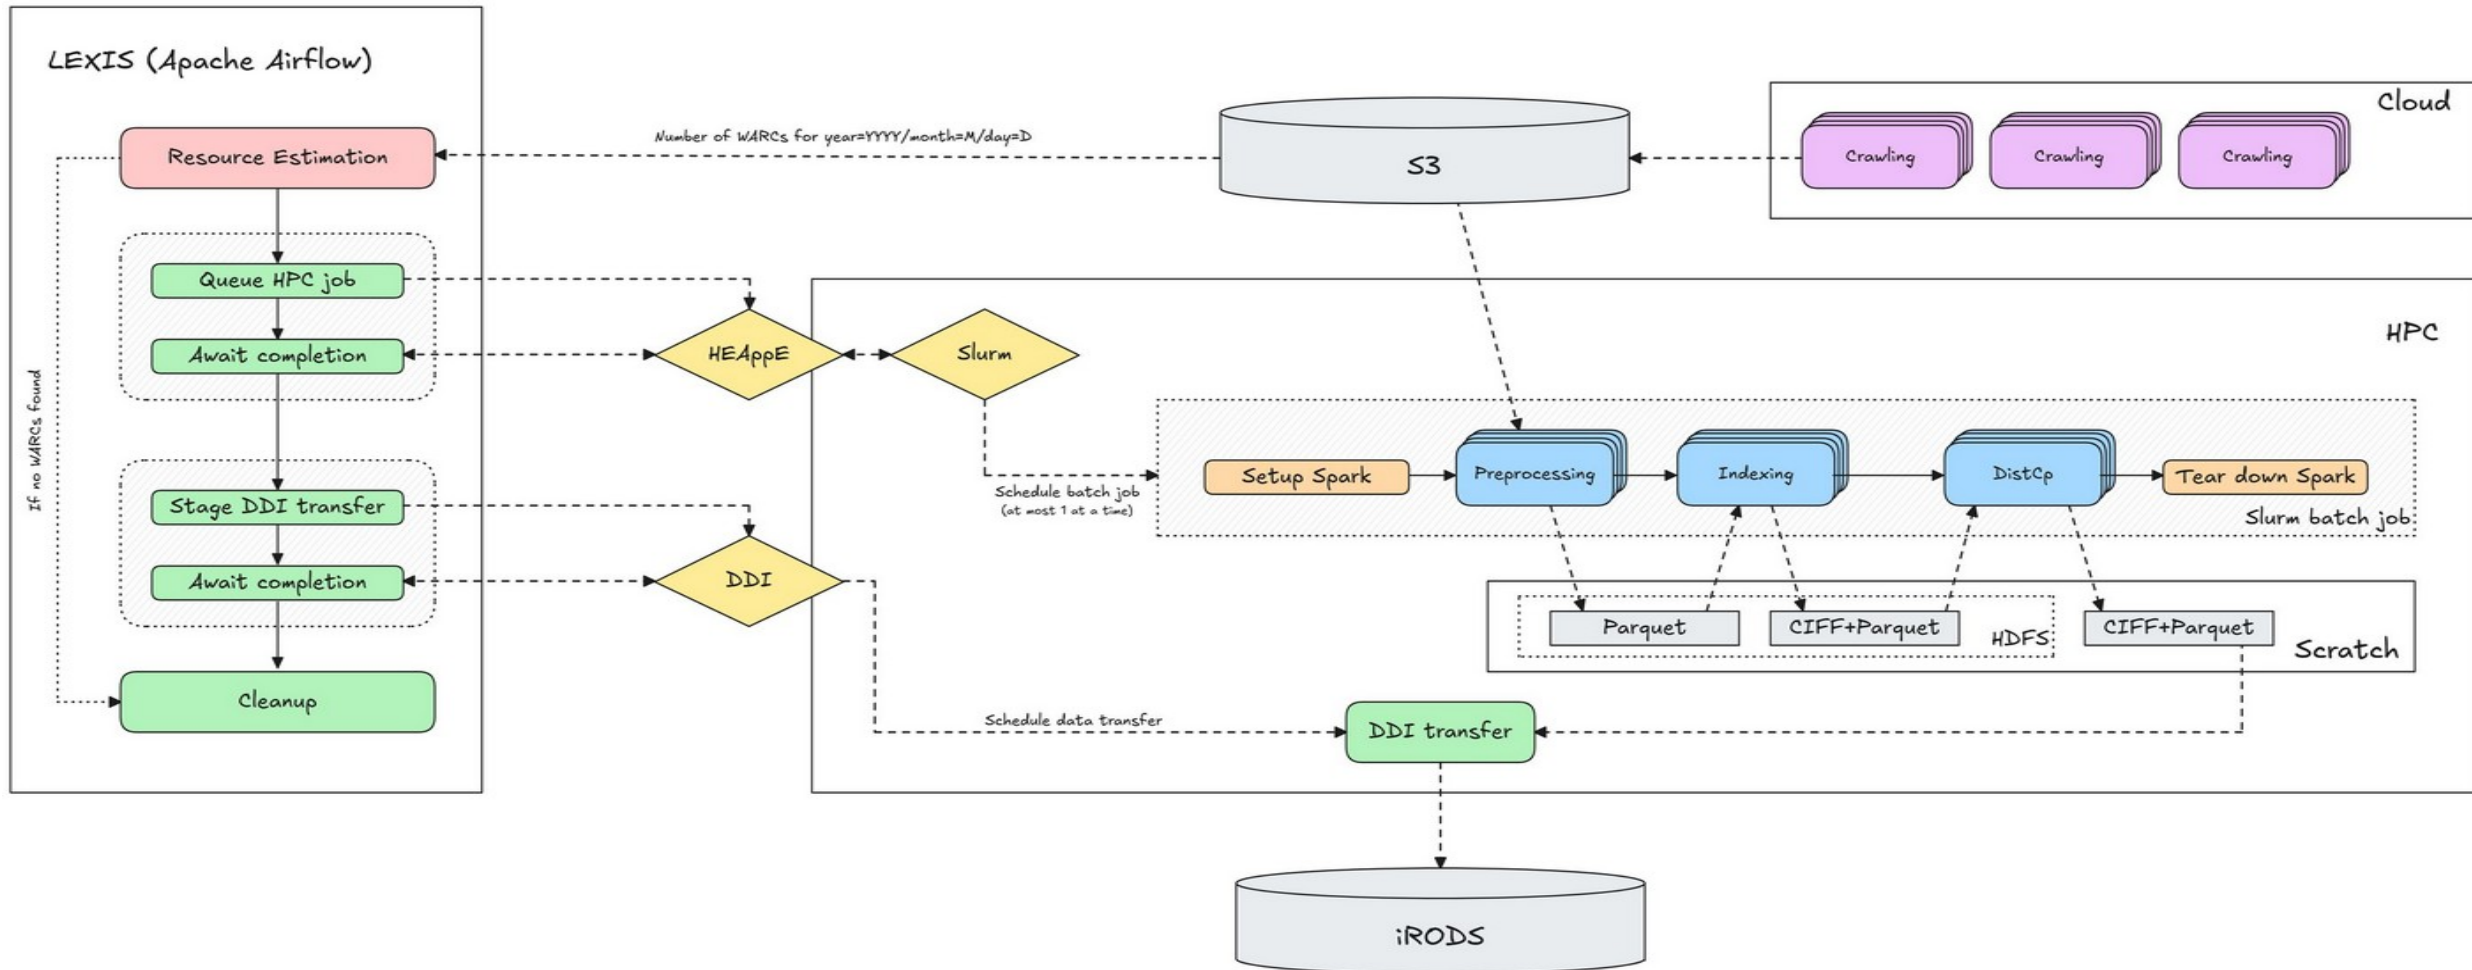 LEXIS (Apache Airflow)
Resource Estimation
If no WARCs found
Queue HPC job
Await completion
Stage DDI transfer
Await completion
Cleanup
Number of WARCs for year=YYYY/month=M/day=D
S3
Cloud
Crawling
Crawling
Crawling
HEAppE
Slurm
HPC
Schedule batch job
(at most 1 at a time)
Setup Spark
Preprocessing
Indexing
DistCp
Tear down Spark
Slurm batch job
DDI
Parquet
CIFF+Parquet
HDFS
CIFF+Parquet
Scratch
Schedule data transfer
DDI transfer
iRODS